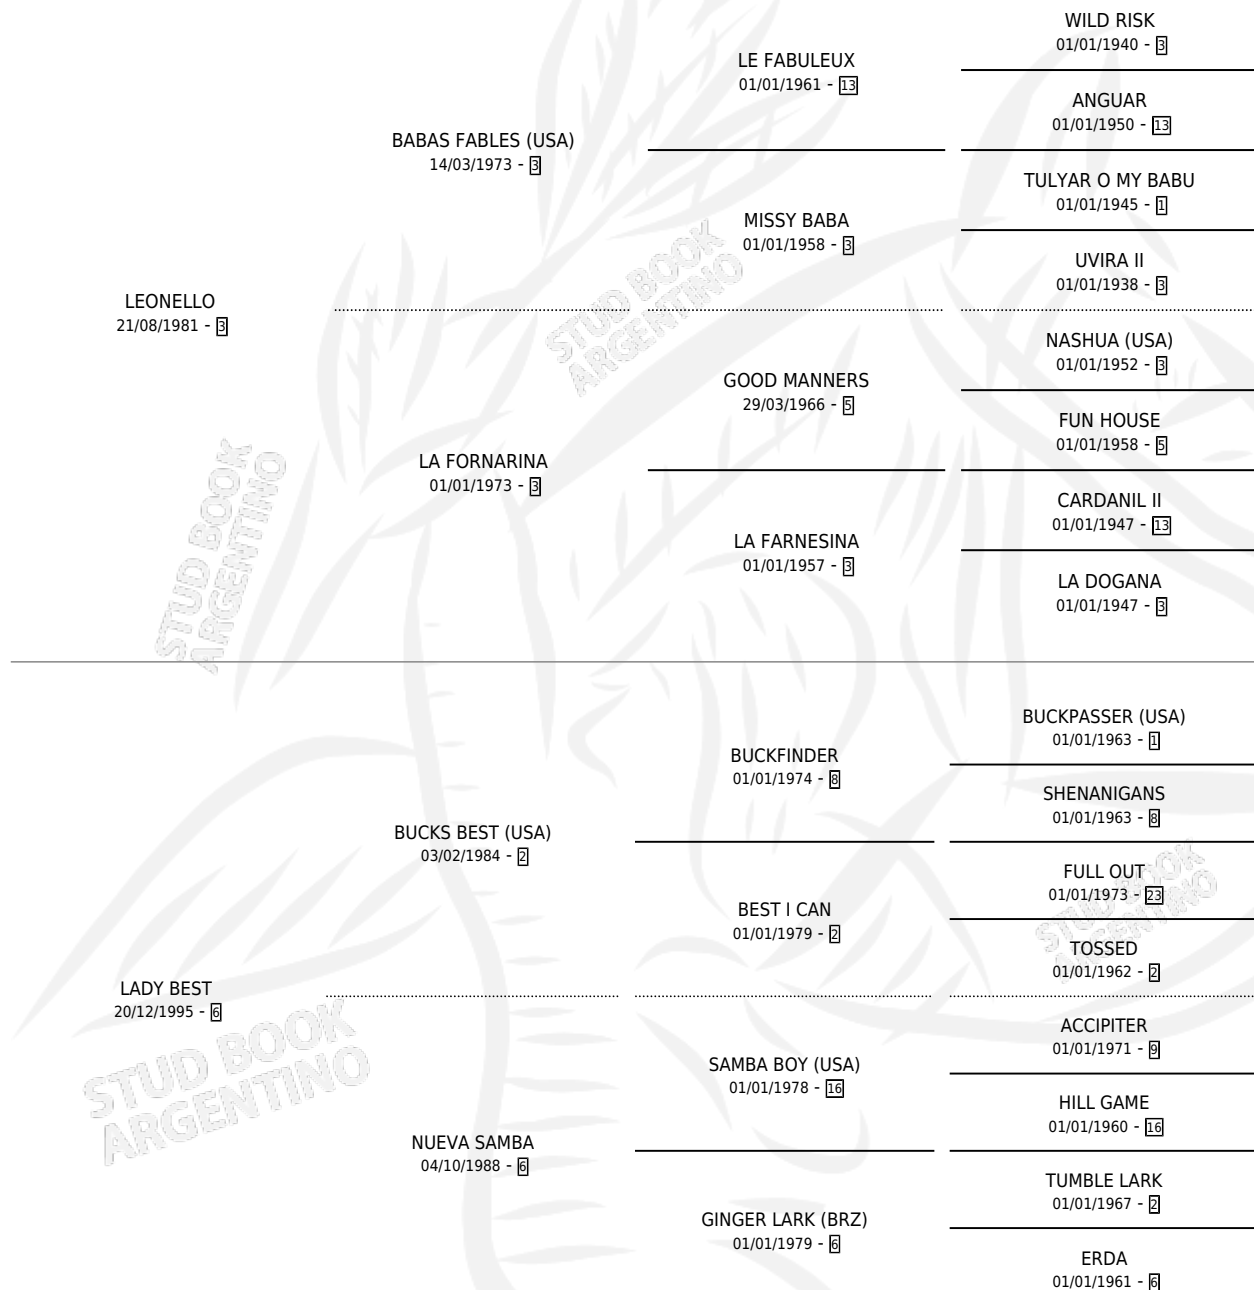 WILD RISK
01/01/1940 - 3
LE FABULEUX
01/01/1961 - 13
ANGUAR
01/01/1950 - 13
BABAS FABLES (USA)
14/03/1973 - 3
TULYAR O MY BABU
01/01/1945 - 1
MISSY BABA
01/01/1958 - 3
UVIRA II
01/01/1938 - 3
LEONELLO
21/08/1981 - 3
NASHUA (USA)
01/01/1952 - 3
GOOD MANNERS
29/03/1966 - 5
FUN HOUSE
01/01/1958 - 5
LA FORNARINA
01/01/1973 - 3
CARDANIL II
01/01/1947 - 13
LA FARNESINA
01/01/1957 - 3
LA DOGANA
01/01/1947 - 3
BUCKPASSER (USA)
01/01/1963 - 1
BUCKFINDER
01/01/1974 - 8
SHENANIGANS
01/01/1963 - 8
BUCKS BEST (USA)
03/02/1984 - 2
FULL OUT
01/01/1973 - 23
BEST I CAN
01/01/1979 - 2
TOSSED
01/01/1962 - 2
LADY BEST
20/12/1995 - 6
ACCIPITER
01/01/1971 - 9
SAMBA BOY (USA)
01/01/1978 - 16
HILL GAME
01/01/1960 - 16
NUEVA SAMBA
04/10/1988 - 6
TUMBLE LARK
01/01/1967 - 2
GINGER LARK (BRZ)
01/01/1979 - 6
ERDA
01/01/1961 - 6
STUD BOOK
ARGENTINO
STUD BOOK
ARGENTINO
STUD BOOK
ARGENTINO
STUD BOOK
ARGENTINO